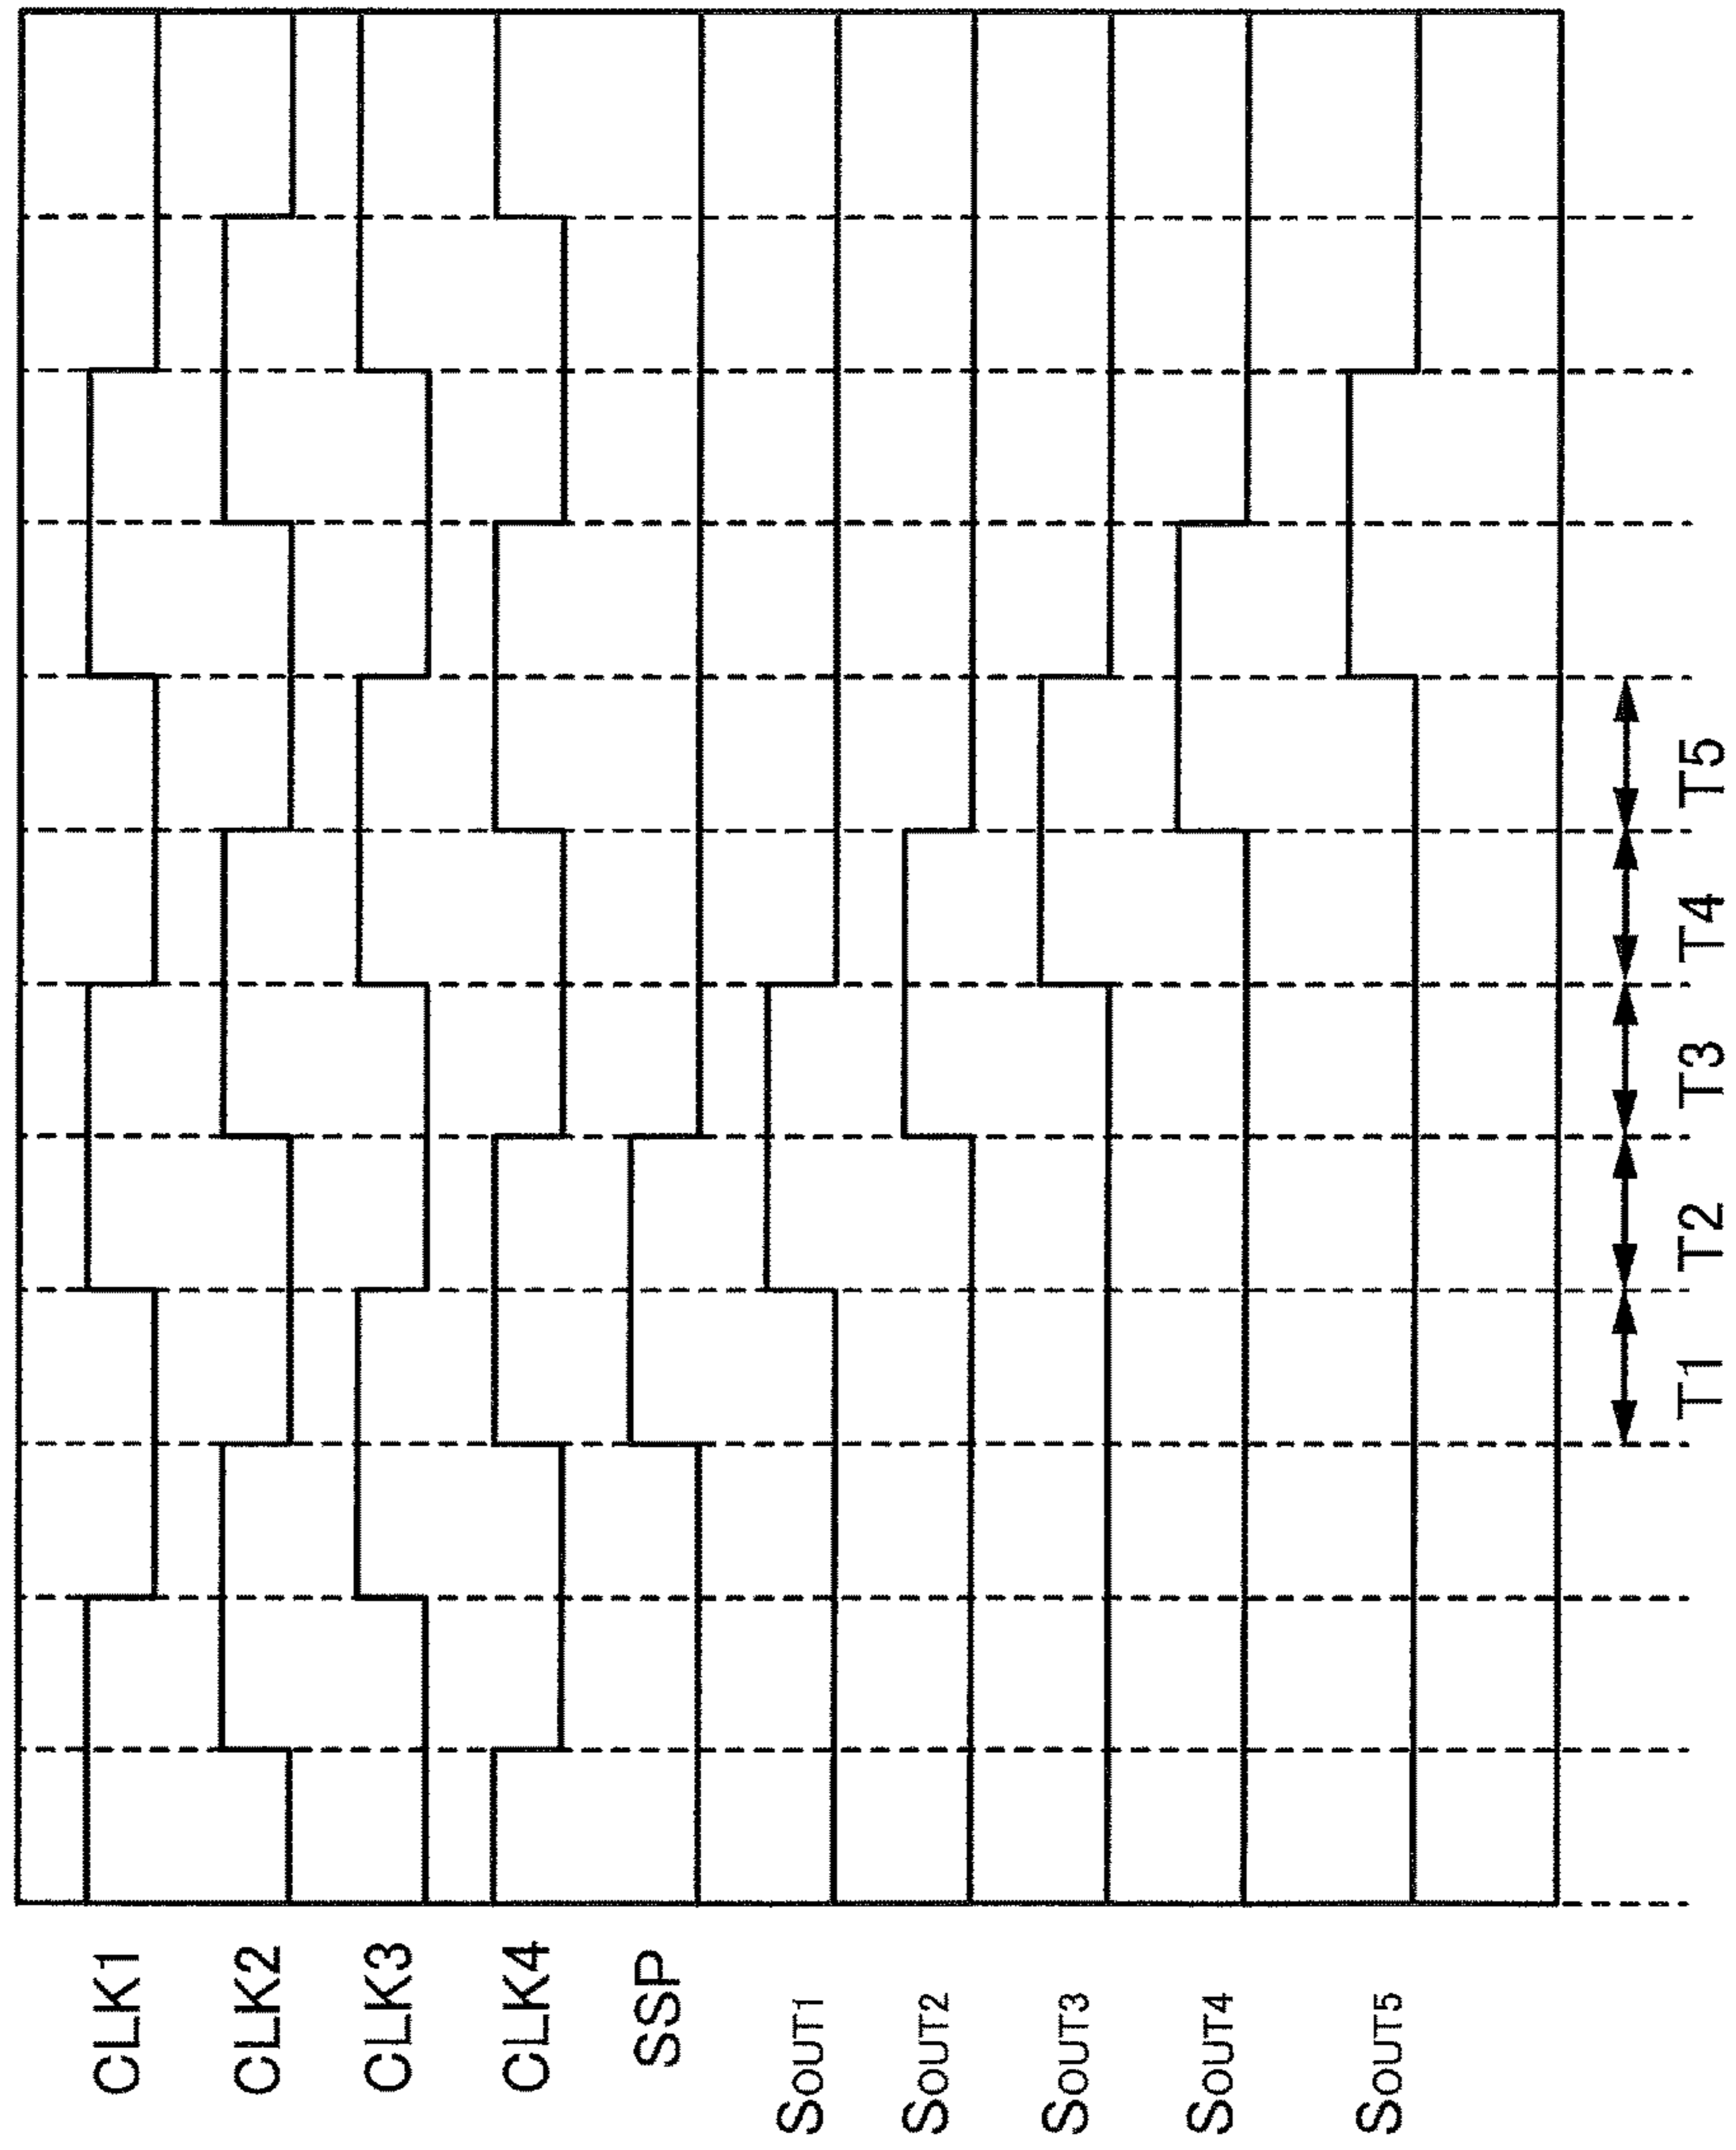 CLK1
CLK2
CLK3
CLK4
SSP
SOUT1
SOUT2
SOUT3
SOUT4
SOUT5
T1 T2 T3 T4 T5